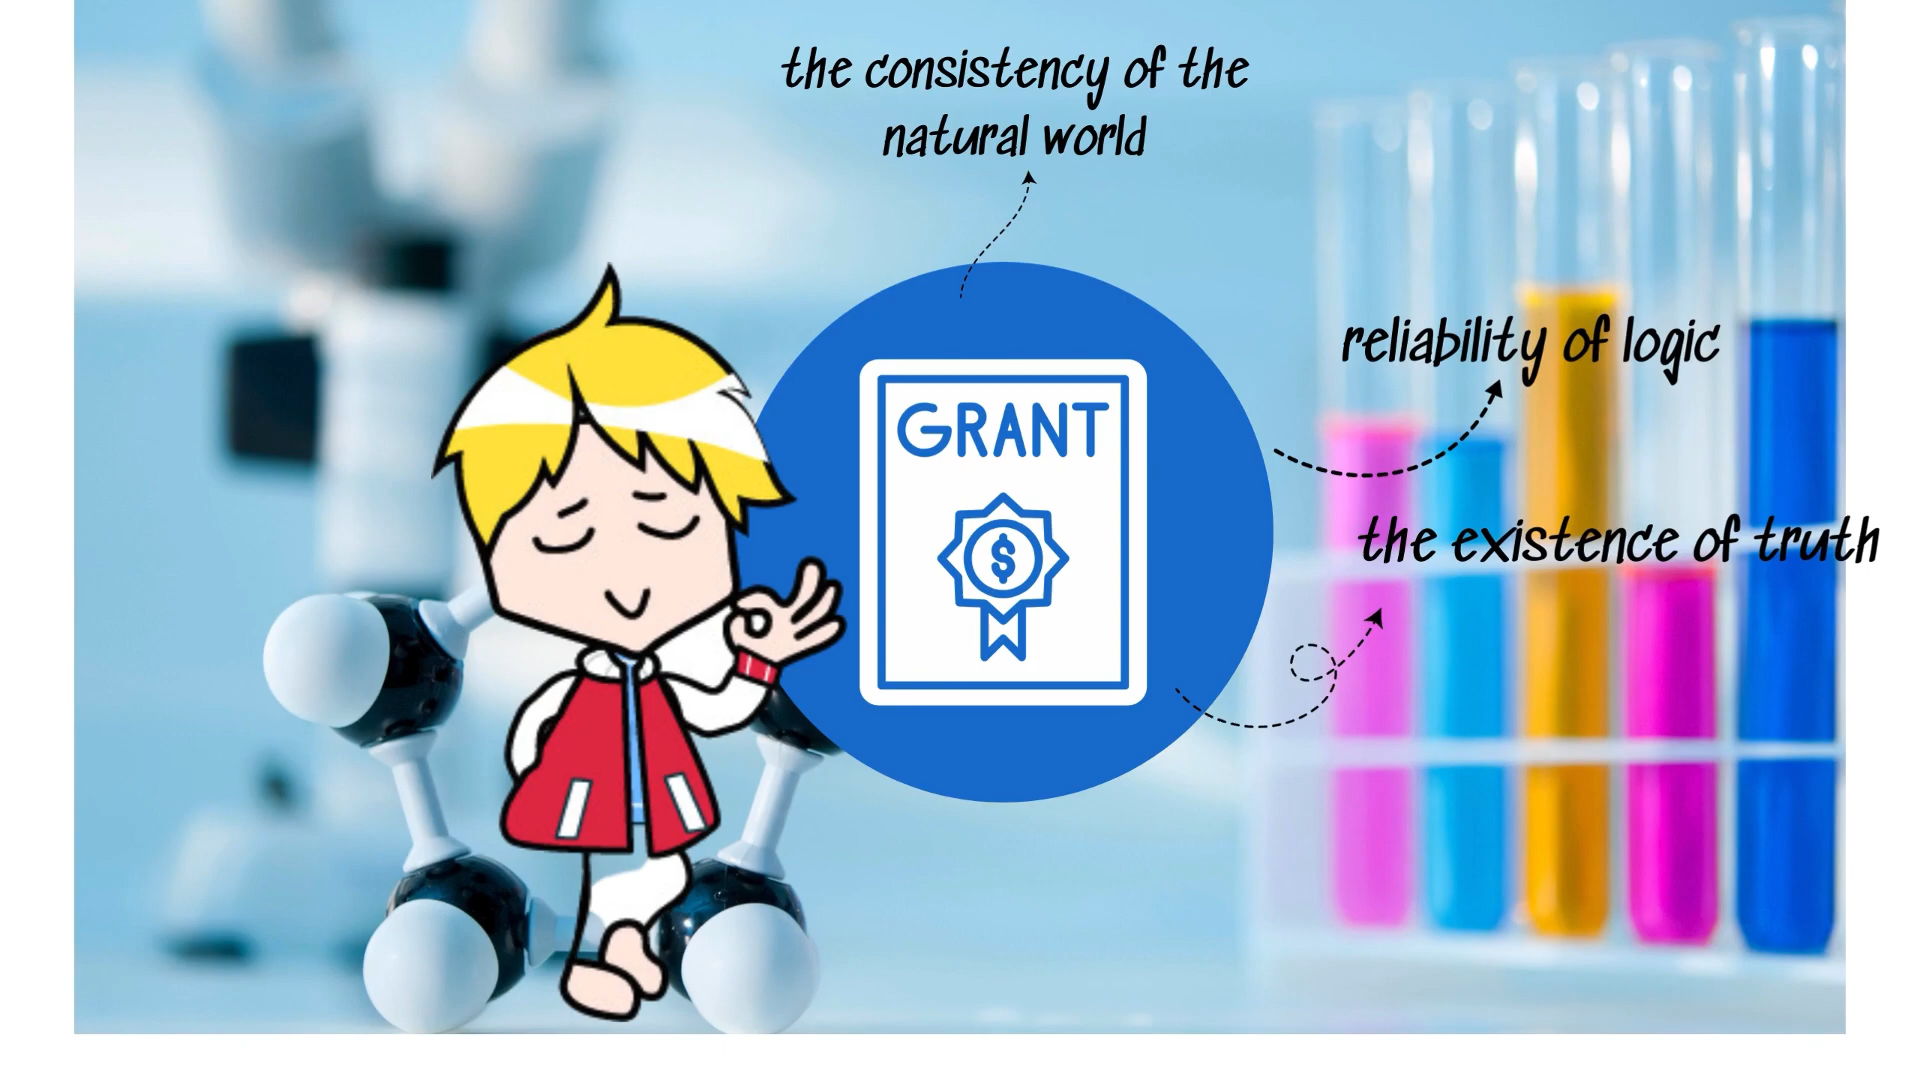 the consistency of the
natural world
reliability of logic
GRANT
$
the existence of truth